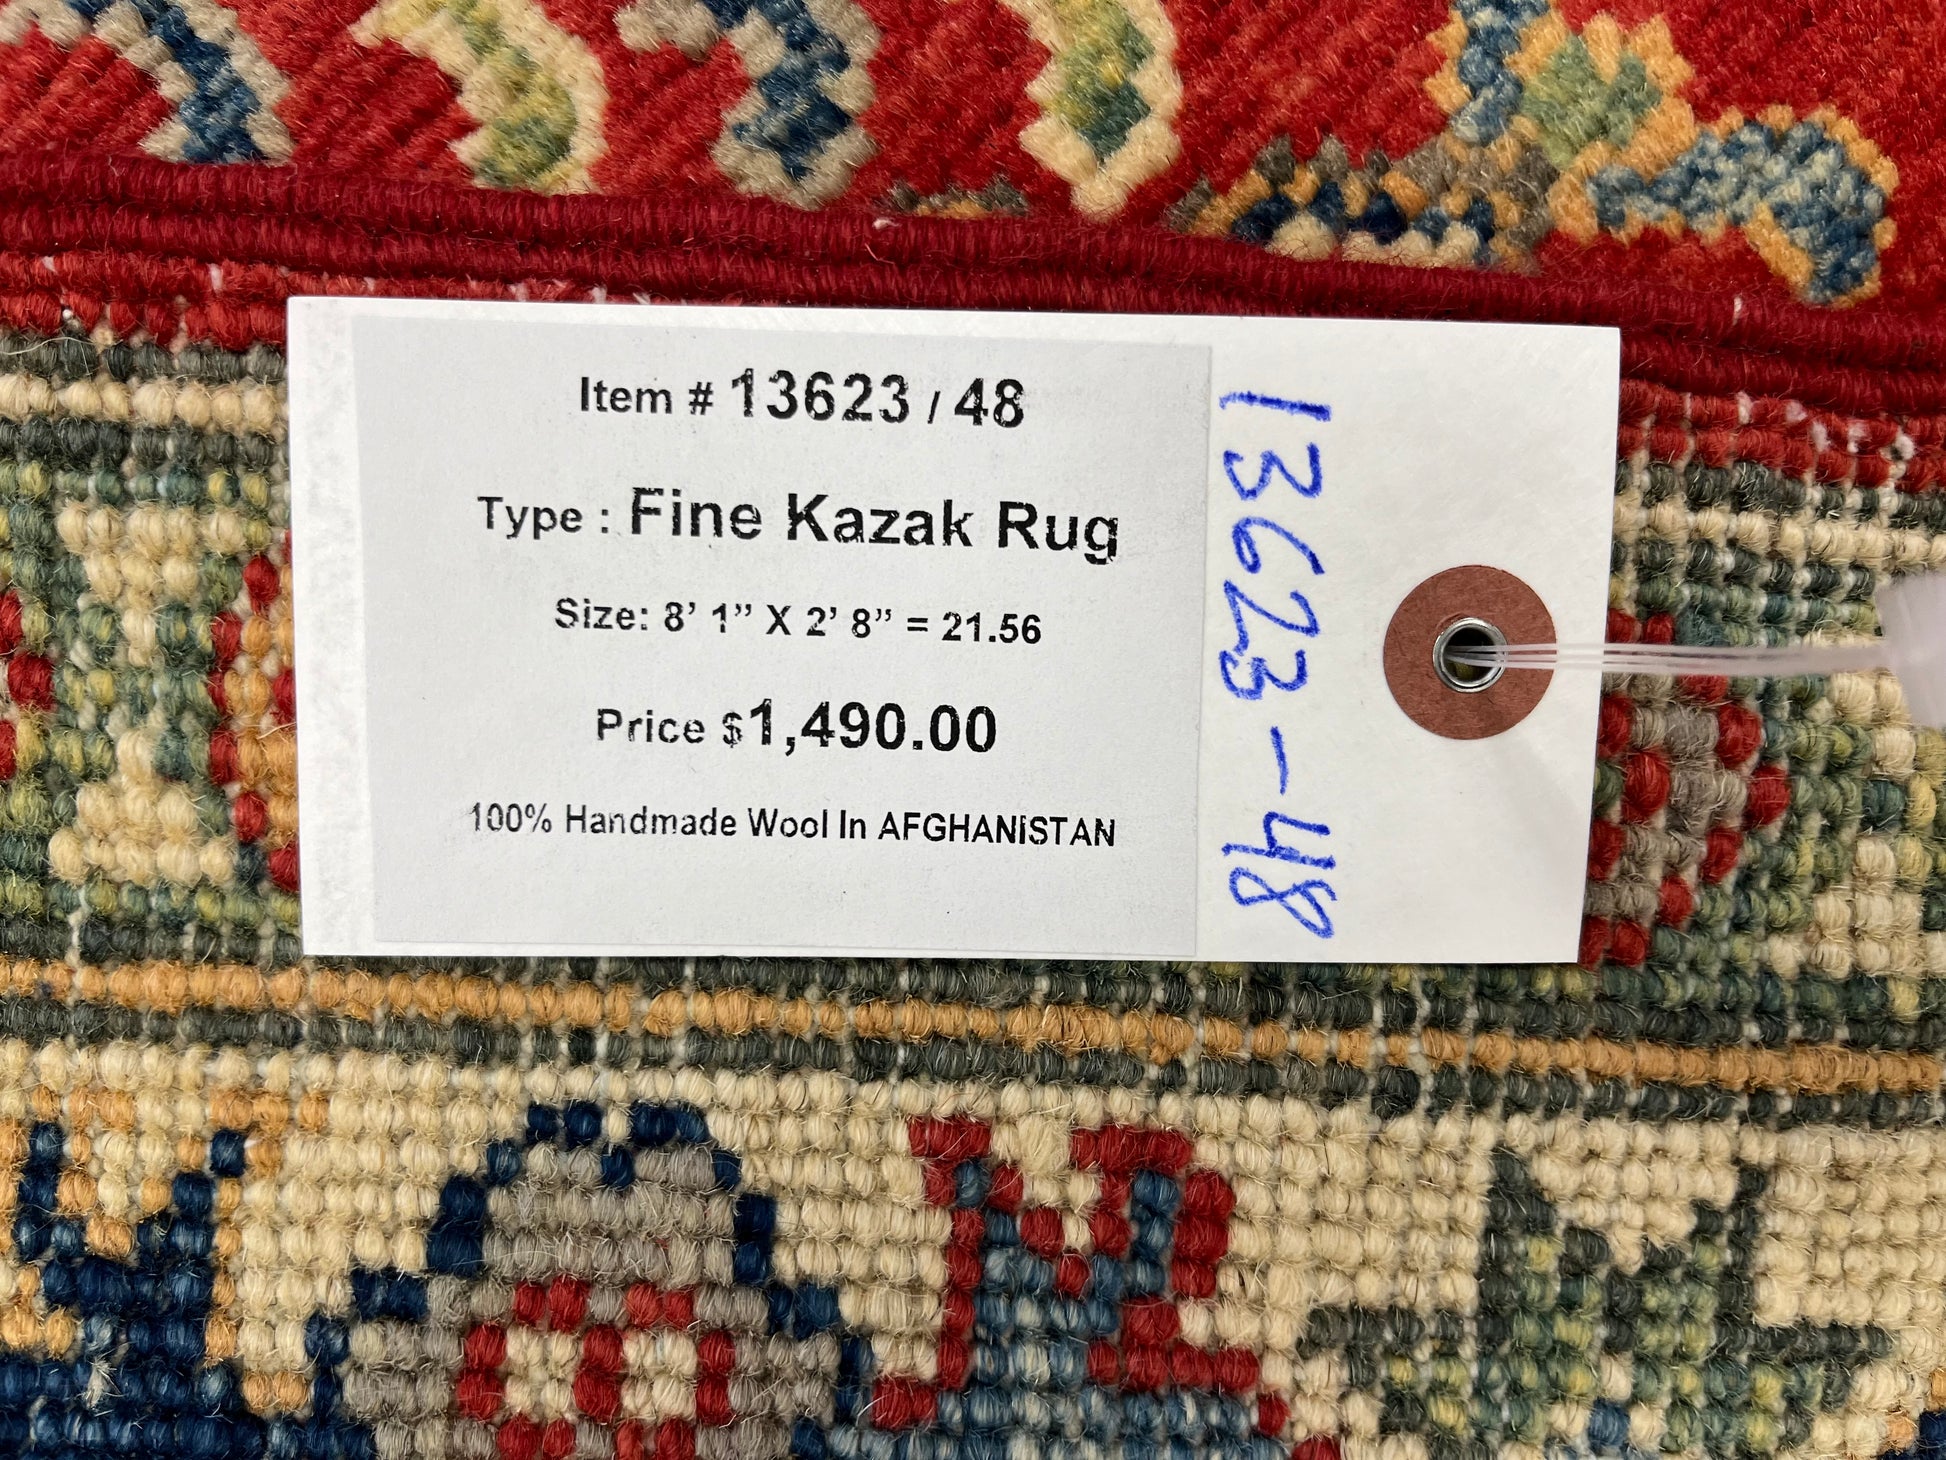 Item # 13623 / 48
Type : Fine Kazak Rug
Size: 8’ 1” X 2’ 8” = 21.56
Price $1,490.00
100% Handmade Wool In AFGHANISTAN
13623-48